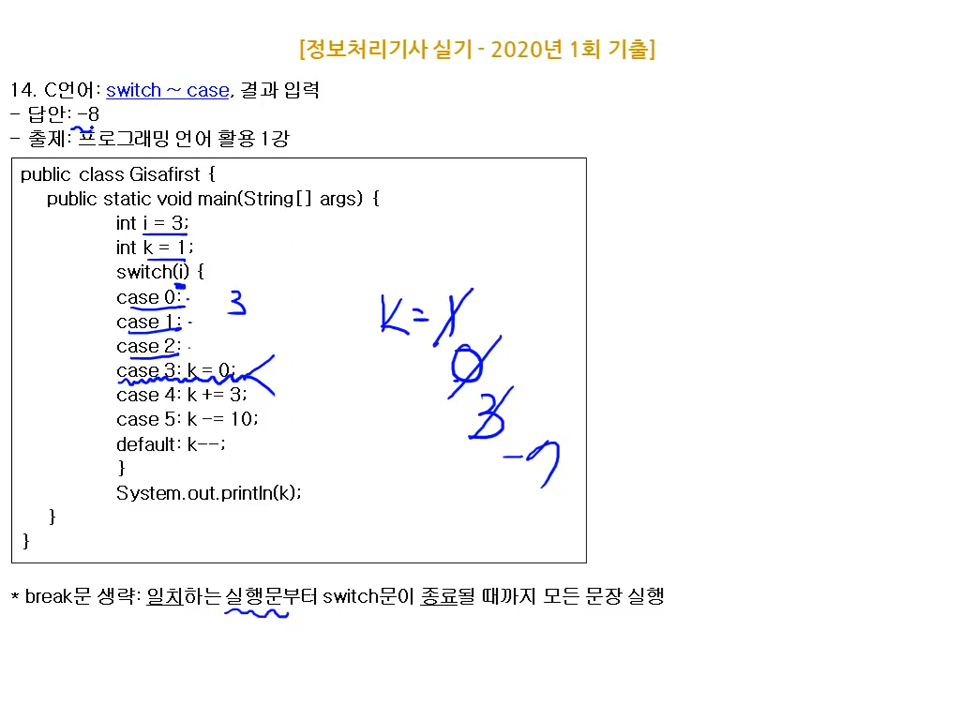 [정보처리기사 실기 - 2020년 1회 기출]
14. C언어: switch ~ case, 결과 입력
- 답안: -8
- 출제: 프로그래밍 언어 활용 1강
public class Gisafirst {
public static void main(String[] args) {
int i = 3;
int k = 1;
switch(i) {
case 0:
case 1:
case 2:
case 3: k = 0;
case 4: k += 3;
case 5: k -= 10;
default: k--;
}
System.out.println(k);
}
}
3
K = 1
0
3
-7
* break문 생략: 일치하는 실행문부터 switch문이 종료될 때까지 모든 문장 실행